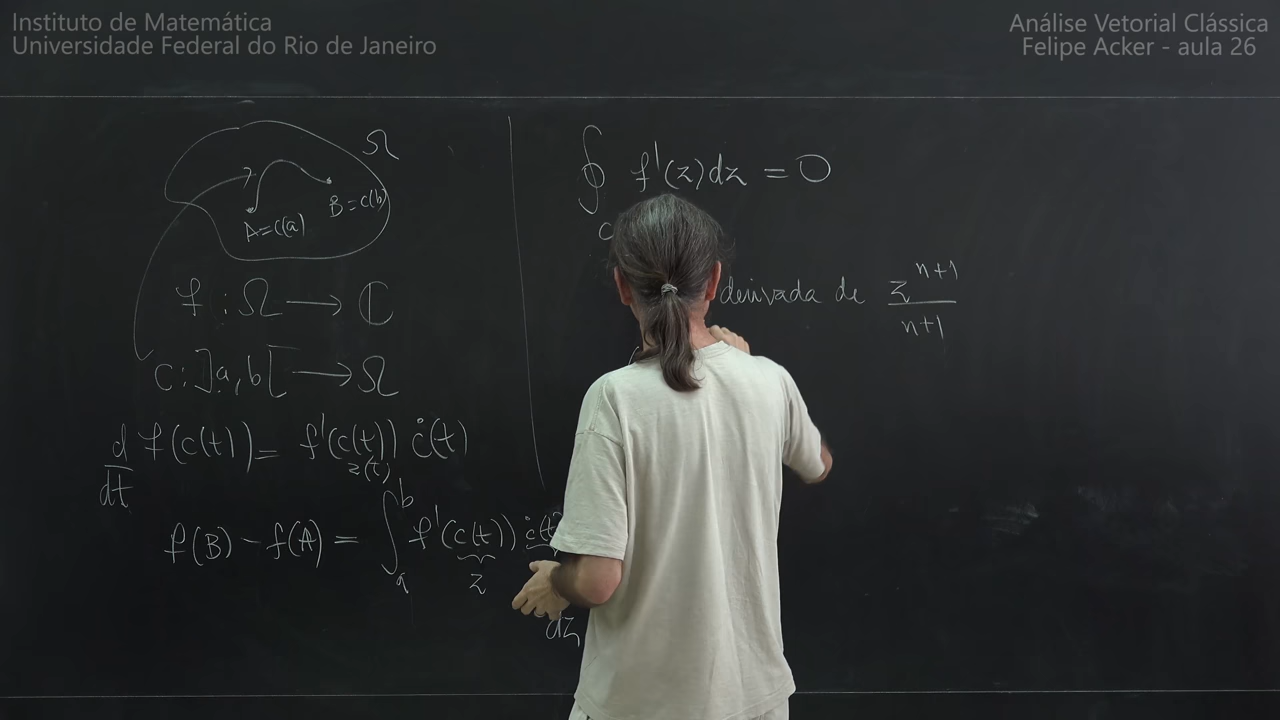 Instituto de Matemática
Universidade Federal do Rio de Janeiro
Análise Vetorial Clássica
Felipe Acker - aula 26
Ω
A=c(a)
B=c(b)
f : Ω ⟶ ℂ
c : ]a,b[ ⟶ Ω
d/dt f(c(t)) = f'(c(t)) ċ(t)
z(t)
f(B) - f(A) = ∫_a^b f'(c(t)) ċ(t)
z
dz
∮ f'(z)dz = 0
c
derivada de z^{n+1}/n+1